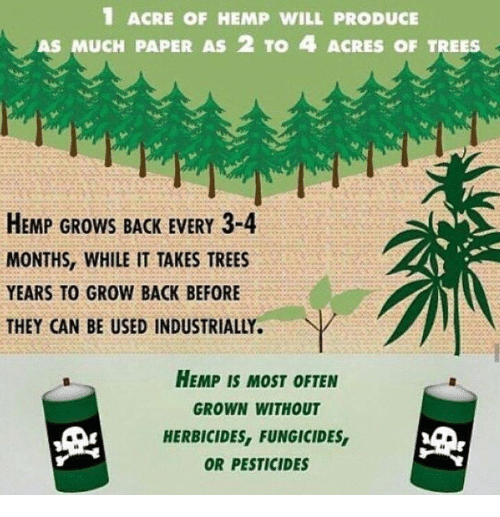 1 ACRE OF HEMP WILL PRODUCE
AS MUCH PAPER AS 2 TO 4 ACRES OF TREES
HEMP GROWS BACK EVERY 3-4
MONTHS, WHILE IT TAKES TREES
YEARS TO GROW BACK BEFORE
THEY CAN BE USED INDUSTRIALLY.
HEMP IS MOST OFTEN
GROWN WITHOUT
HERBICIDES, FUNGICIDES,
OR PESTICIDES